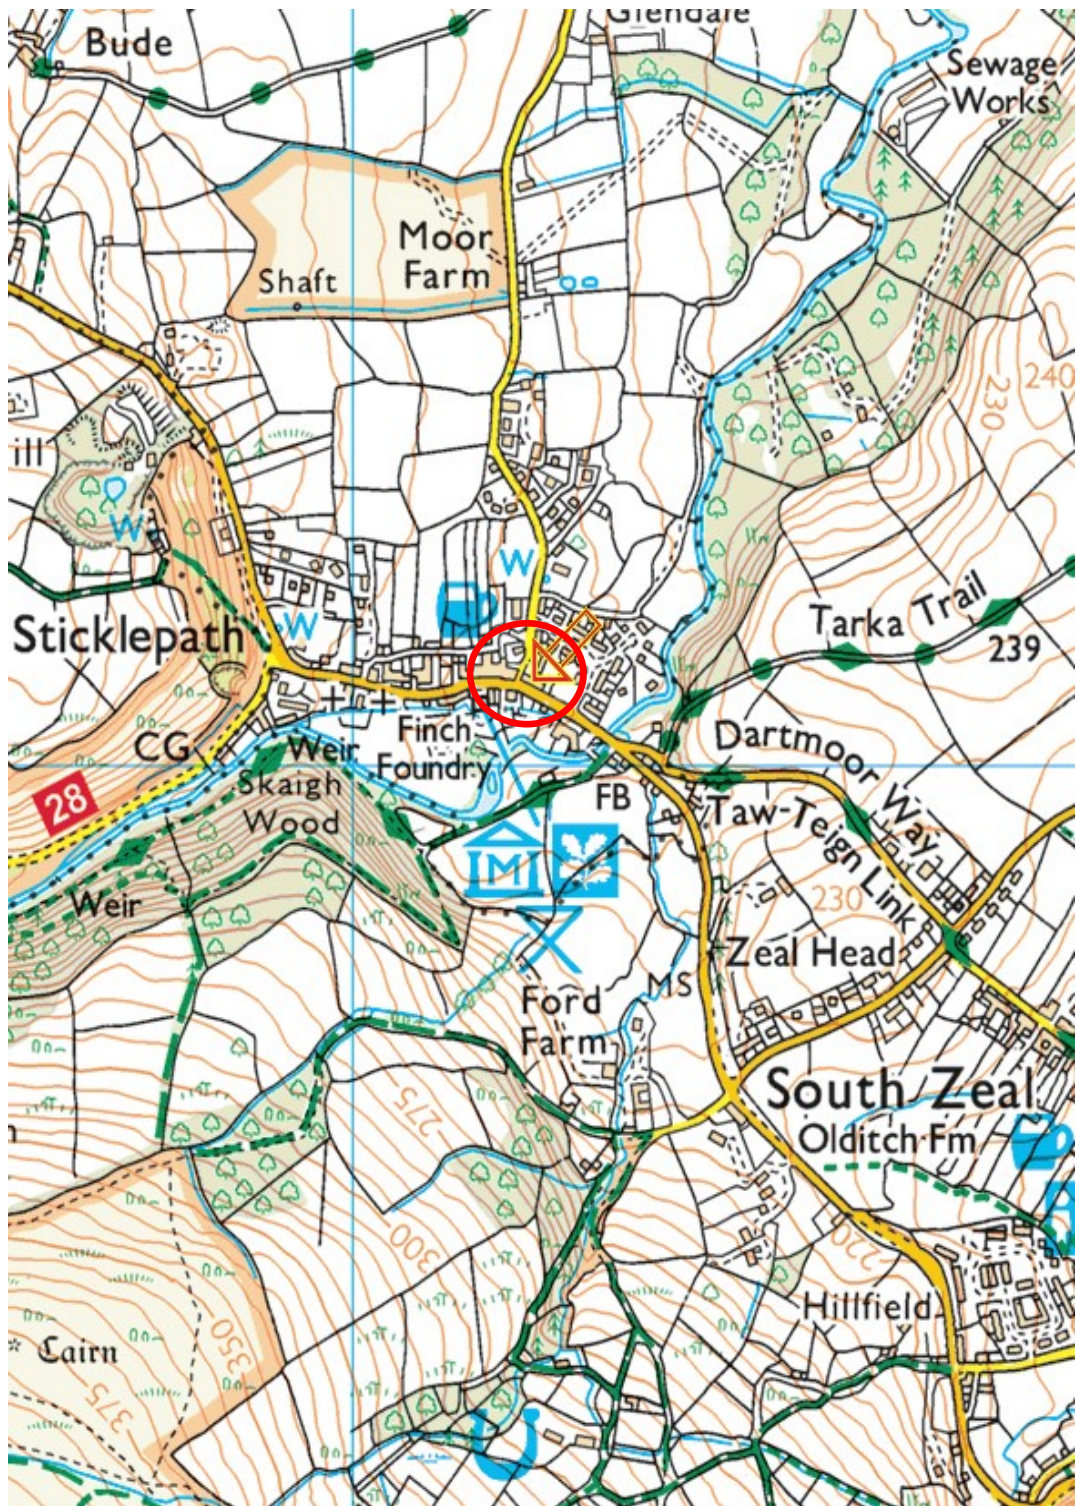 Glendale
Bude
Sewage
Works
Moor
Farm
Shaft
240
230
ill
W
W
W
Sticklepath
Tarka Trail
239
CG
Weir
Finch
Foundry
Skaigh
Wood
28
FB
Dartmoor Way
Taw-Teign Link
M
Weir
230
Zeal Head
MS
Ford
Farm
275
South Zeal
Olditch Fm
300
220
Hillfield
350
Cairn
375